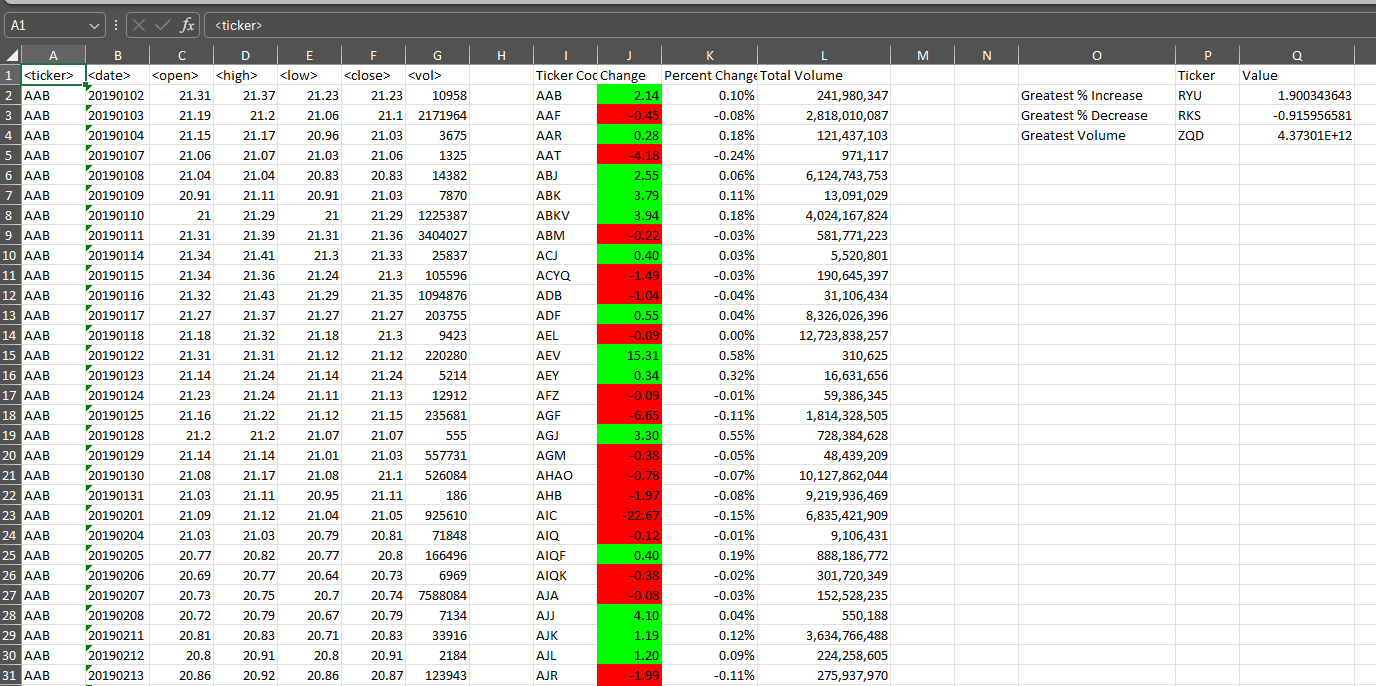 A1 fx <ticker>
A B C D E F G H I J K L M N O P Q
1 <ticker> <date> <open> <high> <low> <close> <vol> Ticker Coc Change Percent Change Total Volume Ticker Value
2 AAB 20190102 21.31 21.37 21.23 21.23 10958 AAB 2.14 0.10% 241,980,347 Greatest % Increase RYU 1.900343643
3 AAB 20190103 21.19 21.2 21.06 21.1 2171964 AAF -0.45 -0.08% 2,818,010,087 Greatest % Decrease RKS -0.915956581
4 AAB 20190104 21.15 21.17 20.96 21.03 3675 AAR 0.28 0.18% 121,437,103 Greatest Volume ZQD 4.37301E+12
5 AAB 20190107 21.06 21.07 21.03 21.06 1325 AAT -4.18 -0.24% 971,117
6 AAB 20190108 21.04 21.04 20.83 20.83 14382 ABJ 2.55 0.06% 6,124,743,753
7 AAB 20190109 20.91 21.11 20.91 21.03 7870 ABK 3.79 0.11% 13,091,029
8 AAB 20190110 21 21.29 21 21.29 1225387 ABKV 3.94 0.18% 4,024,167,824
9 AAB 20190111 21.31 21.39 21.31 21.36 3404027 ABM -0.22 -0.03% 581,771,223
10 AAB 20190114 21.34 21.41 21.3 21.33 25837 ACJ 0.40 0.03% 5,520,801
11 AAB 20190115 21.34 21.36 21.24 21.3 105596 ACYQ -1.49 -0.03% 190,645,397
12 AAB 20190116 21.32 21.43 21.29 21.35 1094876 ADB -1.04 -0.04% 31,106,434
13 AAB 20190117 21.27 21.37 21.27 21.27 203755 ADF 0.55 0.04% 8,326,026,396
14 AAB 20190118 21.18 21.32 21.18 21.3 9423 AEL -0.09 0.00% 12,723,838,257
15 AAB 20190122 21.31 21.31 21.12 21.12 220280 AEV 15.31 0.58% 310,625
16 AAB 20190123 21.14 21.24 21.14 21.24 5214 AEY 0.34 0.32% 16,631,656
17 AAB 20190124 21.23 21.24 21.11 21.13 12912 AFZ -0.09 -0.01% 59,386,345
18 AAB 20190125 21.16 21.22 21.12 21.15 235681 AGF -6.65 -0.11% 1,814,328,505
19 AAB 20190128 21.2 21.2 21.07 21.07 555 AGJ 3.30 0.55% 728,384,628
20 AAB 20190129 21.14 21.14 21.01 21.03 557731 AGM -0.38 -0.05% 48,439,209
21 AAB 20190130 21.08 21.17 21.08 21.1 526084 AHAO -0.78 -0.07% 10,127,862,044
22 AAB 20190131 21.03 21.11 20.95 21.11 186 AHB -1.97 -0.08% 9,219,936,469
23 AAB 20190201 21.09 21.12 21.04 21.05 925610 AIC -22.67 -0.15% 6,835,421,909
24 AAB 20190204 21.03 21.03 20.79 20.81 71848 AIQ -0.12 -0.01% 9,106,431
25 AAB 20190205 20.77 20.82 20.77 20.8 166496 AIQF 0.40 0.19% 888,186,772
26 AAB 20190206 20.69 20.77 20.64 20.73 6969 AIQK -0.38 -0.02% 301,720,349
27 AAB 20190207 20.73 20.75 20.7 20.74 7588084 AJA -0.08 -0.03% 152,528,235
28 AAB 20190208 20.72 20.79 20.67 20.79 7134 AJJ 4.10 0.04% 550,188
29 AAB 20190211 20.81 20.83 20.71 20.83 33916 AJK 1.19 0.12% 3,634,766,488
30 AAB 20190212 20.8 20.91 20.8 20.91 2184 AJL 1.20 0.09% 224,258,605
31 AAB 20190213 20.86 20.92 20.86 20.87 123943 AJR -1.99 -0.11% 275,937,970